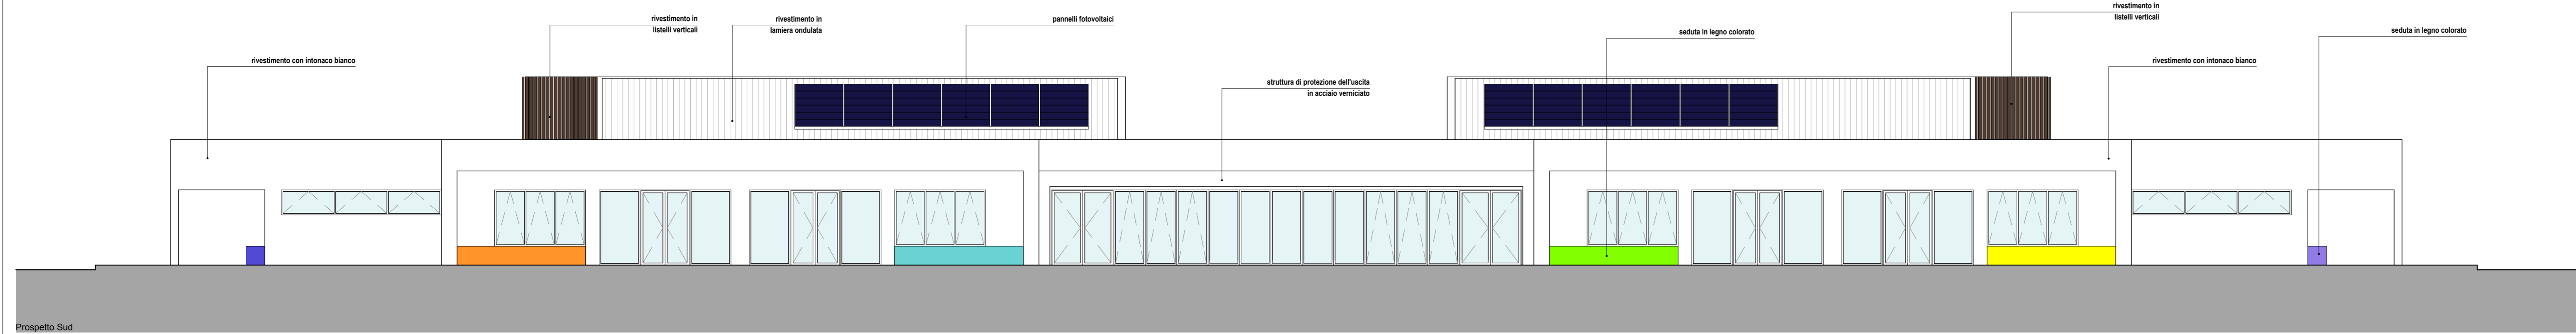 rivestimento con intonaco bianco
rivestimento in
listelli verticali
rivestimento in
lamiera ondulata
pannelli fotovoltaici
struttura di protezione dell'uscita
in acciaio verniciato
seduta in legno colorato
rivestimento in
listelli verticali
rivestimento con intonaco bianco
seduta in legno colorato
Prospetto Sud